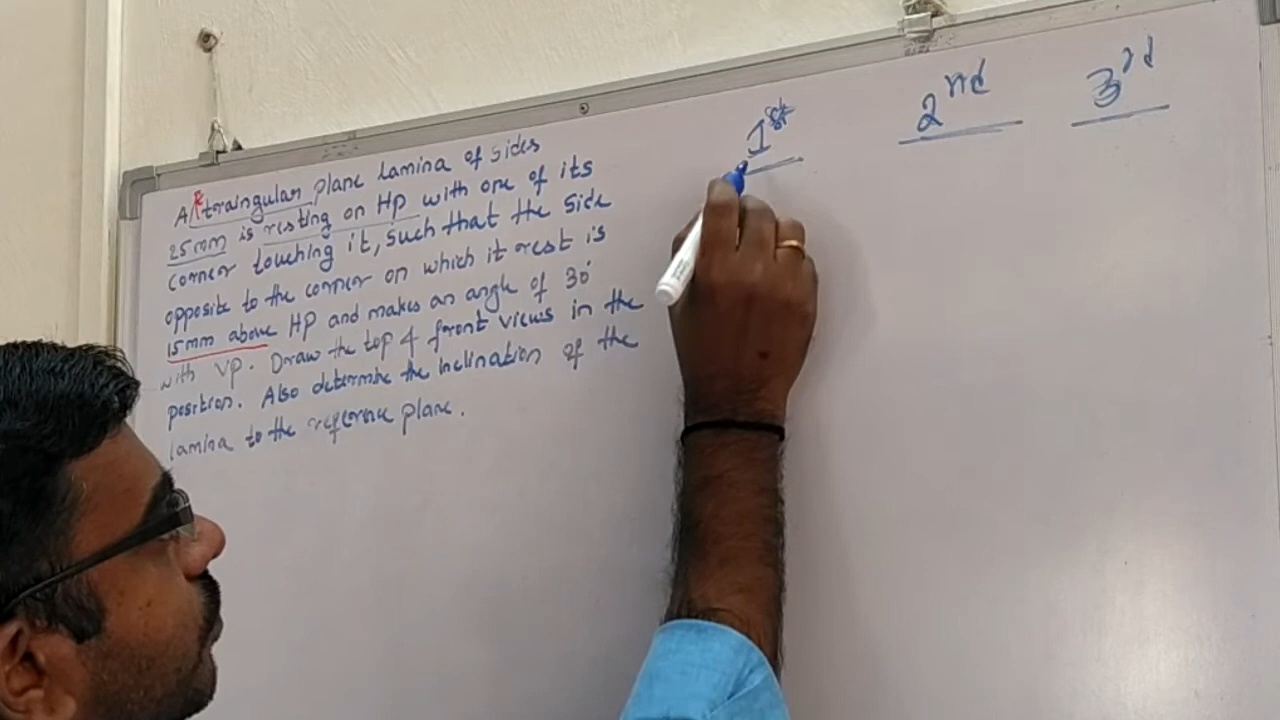 A traingular plane lamina of sides
25mm is resting on HP with one of its
corner touching it, such that the side
opposite to the corner on which it rest is
15mm above HP and makes an angle of 30°
with VP. Draw the top & front views in the
position. Also determine the Inclination of the
lamina to the reference plane.
1st
2nd
3rd